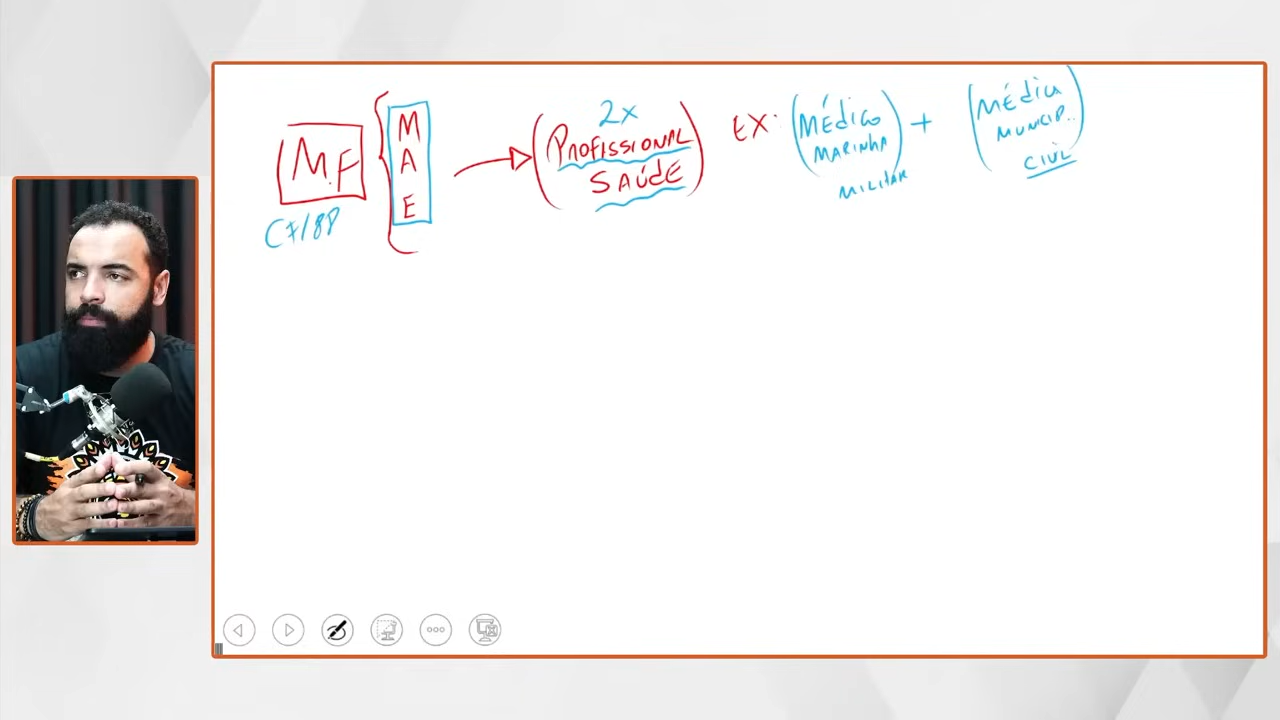 M.F
CF/88
M
A
E
2x
PROFISSIONAL
SAÚDE
EX:
MÉDICO
MARINHA
MILITAR
+
MÉDICO
MUNICIP..
CIVIL